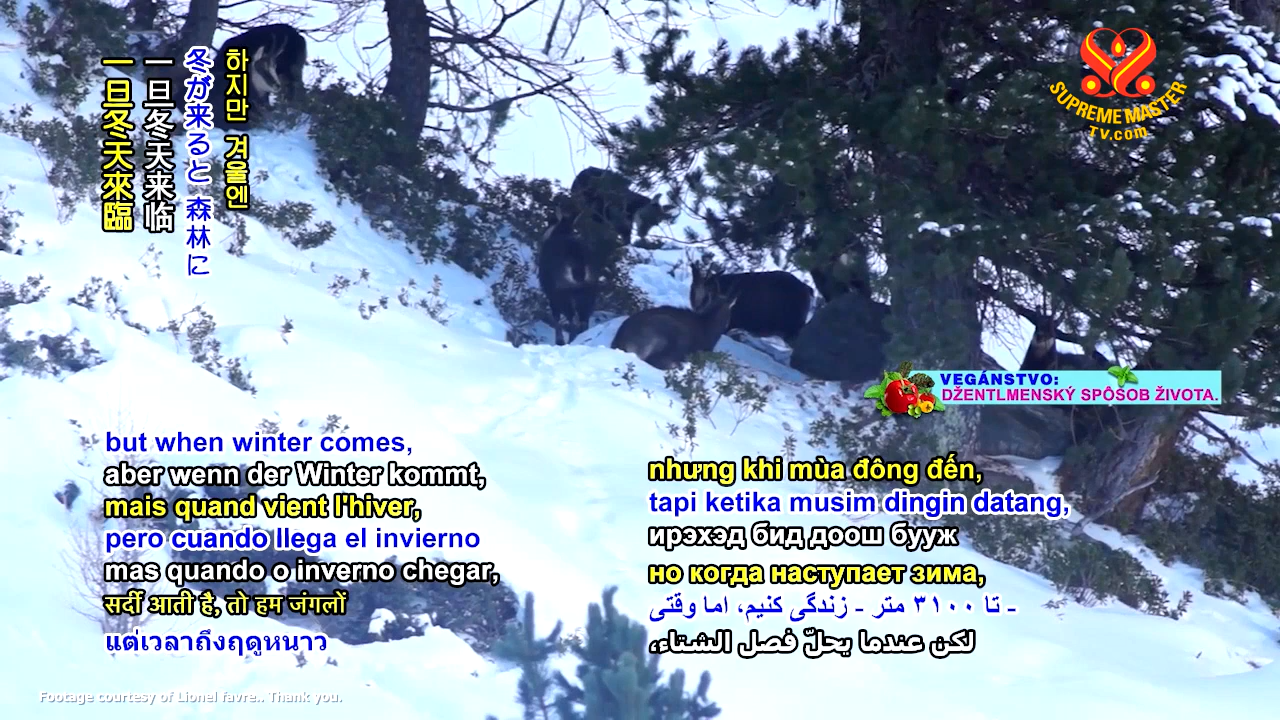 하지만 겨울엔
冬が来ると 森林に
一旦冬天来临
一旦冬天來臨
SUPREME MASTER
TV.com
VEGÁNSTVO:
DŽENTLMENSKÝ SPÔSOB ŽIVOTA.
but when winter comes,
aber wenn der Winter kommt,
mais quand vient l'hiver,
pero cuando llega el invierno
mas quando o inverno chegar,
सर्दी आती है, तो हम जंगलों
แต่เวลาถึงฤดูหนาว
nhưng khi mùa đông đến,
tapi ketika musim dingin datang,
ирэхэд бид доош бууж
но когда наступает зима,
- تا ۳۱۰۰ متر - زندگی کنیم، اما وقتی
لكن عندما يحلّ فصل الشتاء،
Footage courtesy of Lionel favre.. Thank you.